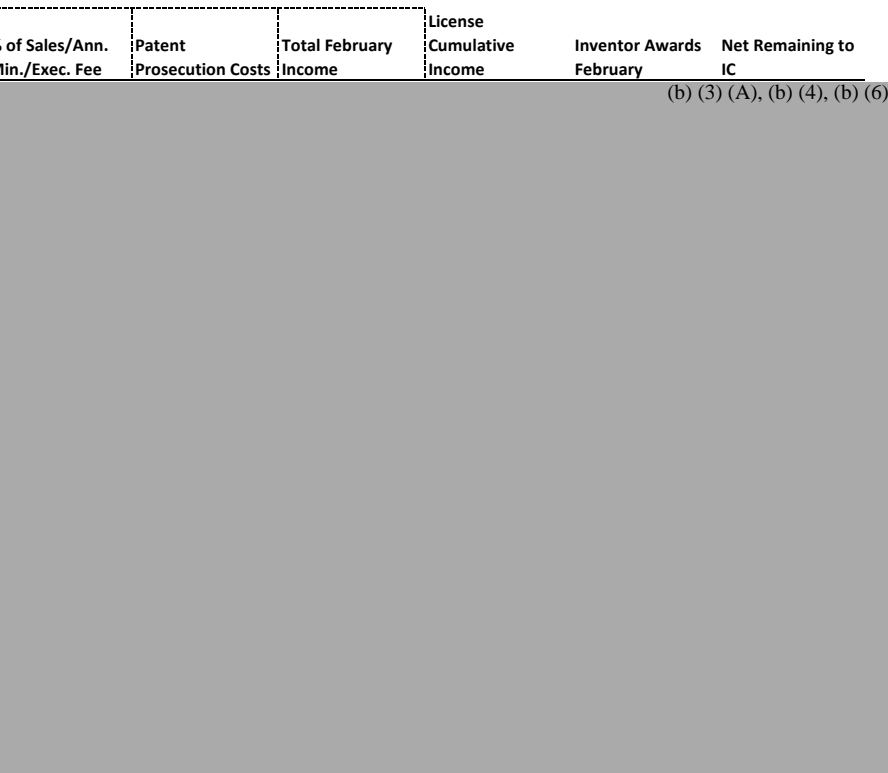 License
% of Sales/Ann. Patent Total February Cumulative Inventor Awards Net Remaining to
Min./Exec. Fee Prosecution Costs Income Income February IC
(b) (3) (A), (b) (4), (b) (6)